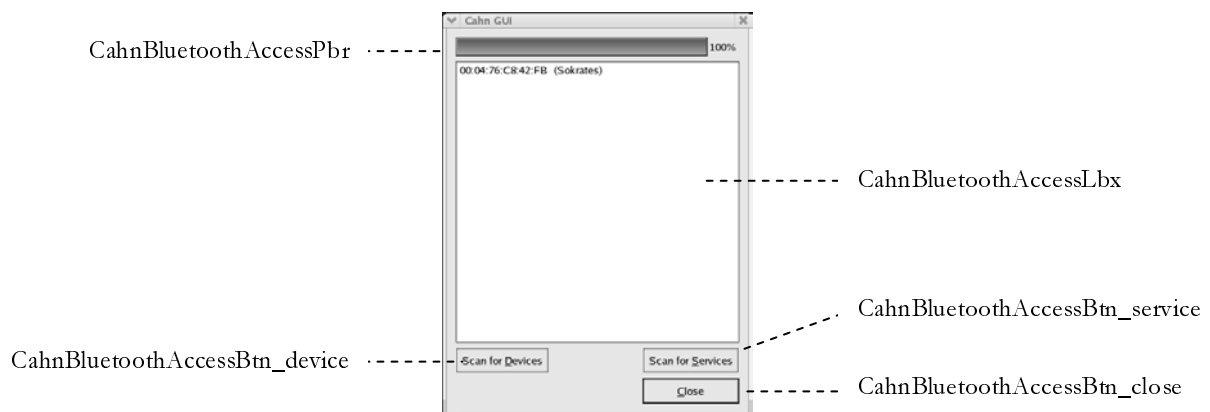 Cahn GUI
CahnBluetoothAccessPbr
100%
00:04:76:C8:42:FB (Sokrates)
CahnBluetoothAccessLbx
CahnBluetoothAccessBtn_service
CahnBluetoothAccessBtn_device
Scan for Devices
Scan for Services
Close
CahnBluetoothAccessBtn_close